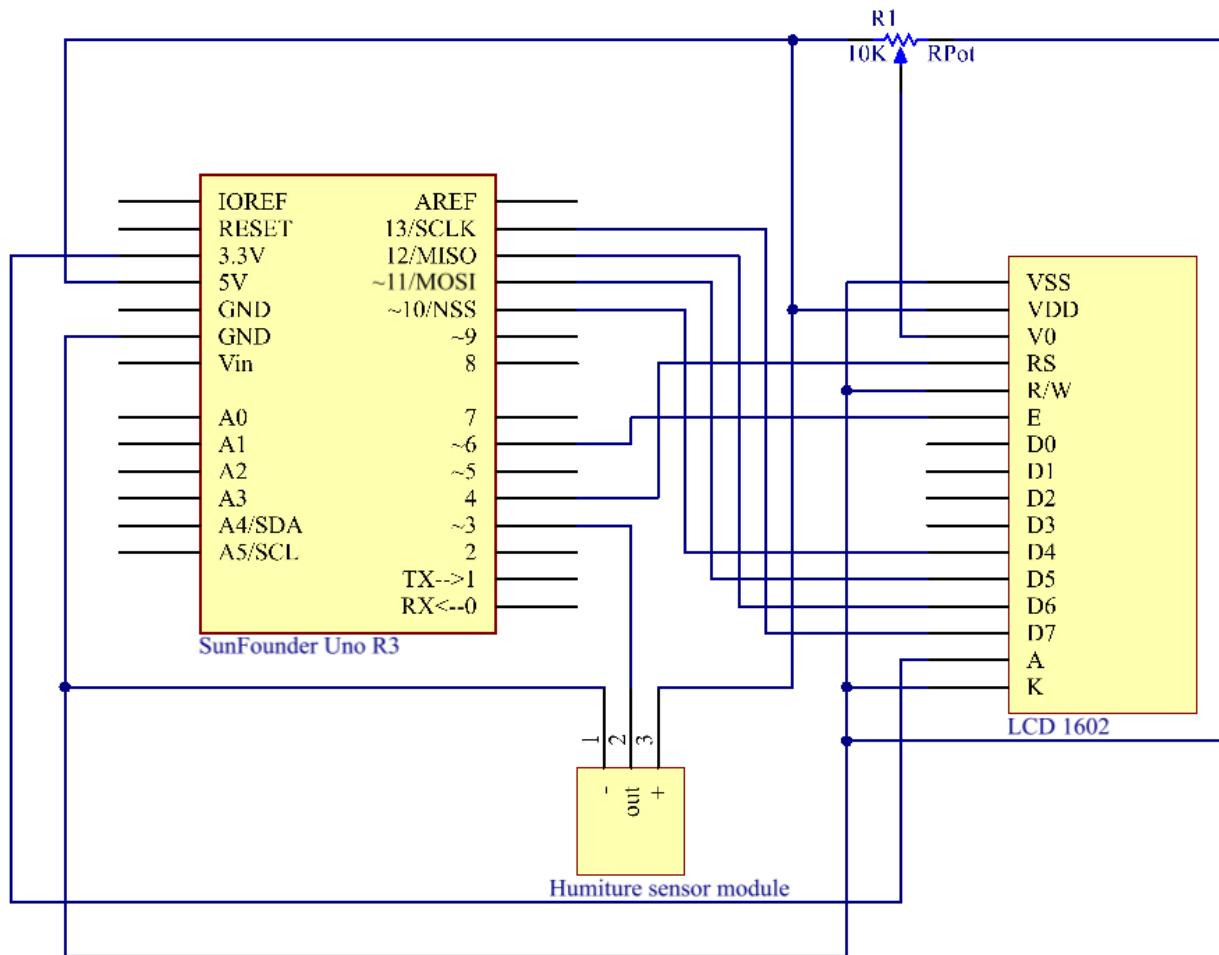 R1
10K
RPot
IOREF
AREF
RESET
13/SCLK
3.3V
12/MISO
5V
~11/MOSI
GND
~10/NSS
GND
~9
Vin
8
A0
7
A1
~6
A2
~5
A3
4
A4/SDA
~3
A5/SCL
2
TX-->1
RX<--0
SunFounder Uno R3
VSS
VDD
V0
RS
R/W
E
D0
D1
D2
D3
D4
D5
D6
D7
A
K
LCD 1602
1
2
3
-
out
+
Humiture sensor module